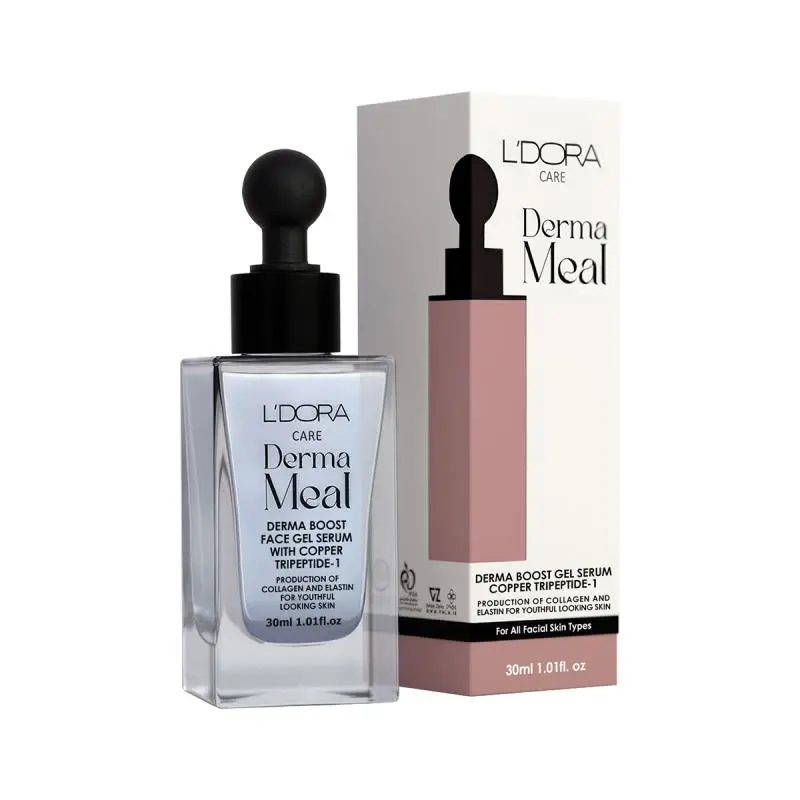 L'DORA
CARE
Derma
Meal
DERMA BOOST
FACE GEL SERUM
WITH COPPER
TRIPEPTIDE-1
PRODUCTION OF
COLLAGEN AND ELASTIN
FOR YOUTHFUL
LOOKING SKIN
30ml 1.01fl.oz
L'DORA
CARE
Derma
Meal
DERMA BOOST GEL SERUM
COPPER TRIPEPTIDE-1
PRODUCTION OF COLLAGEN AND
ELASTIN FOR YOUTHFUL LOOKING SKIN
For All Facial Skin Types
30ml 1.01fl. oz